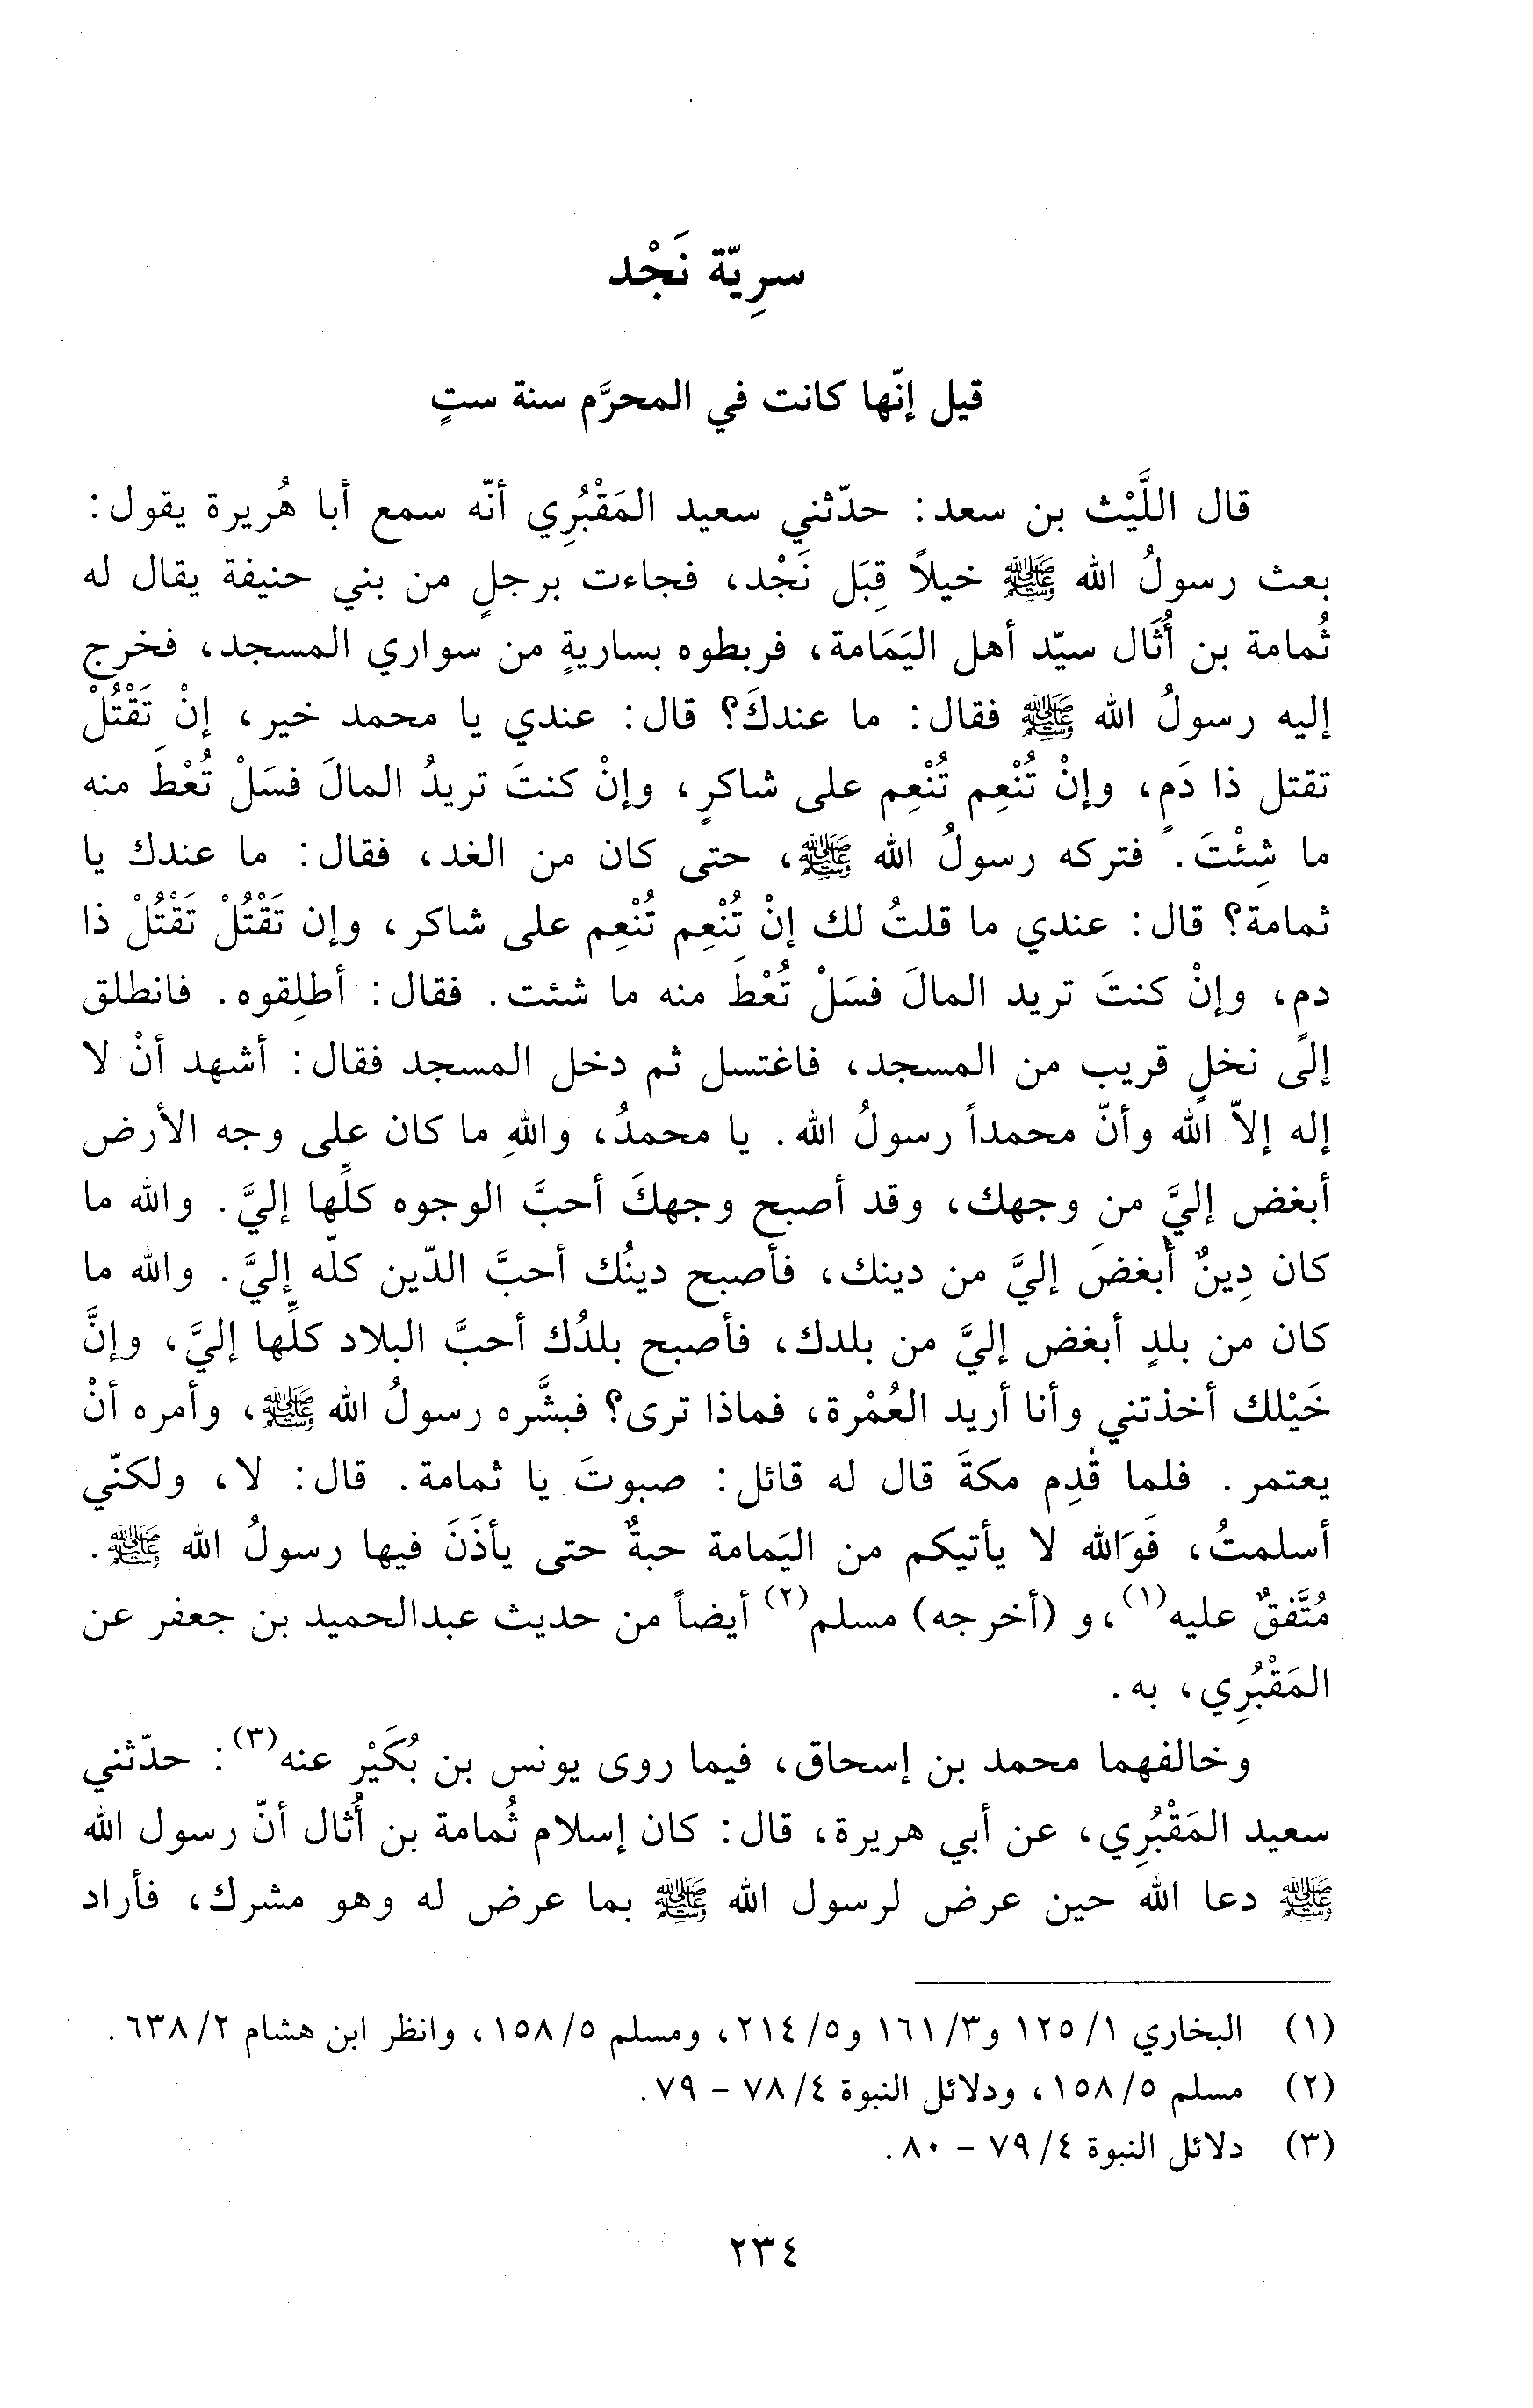 سرِيّة نَجْد
قيل إنّها كانت في المحرَّم سنة ستٍ
قال اللَّيْث بن سعد: حدّثني سعيد المَقْبُرِي أنّه سمع أبا هُريرة يقول:
بعث رسولُ الله ﷺ خيلاً قِبَل نَجْد، فجاءت برجلٍ من بني حنيفة يقال له
ثُمامة بن أُثَال سيّد أهل اليَمَامة، فربطوه بساريةٍ من سواري المسجد، فخرج
إليه رسولُ الله ﷺ فقال: ما عندكَ؟ قال: عندي يا محمد خير، إنْ تَقْتُلْ
تقتل ذا دَمٍ، وإنْ تُنْعِم تُنْعِم على شاكرٍ، وإنْ كنتَ تريدُ المالَ فسَلْ تُعْطَ منه
ما شِئْتَ. فتركه رسولُ الله ﷺ، حتى كان من الغد، فقال: ما عندك يا
ثمامة؟ قال: عندي ما قلتُ لك إنْ تُنْعِم تُنْعِم على شاكر، وإن تَقْتُلْ تَقْتُلْ ذا
دمٍ، وإنْ كنتَ تريد المالَ فسَلْ تُعْطَ منه ما شئت. فقال: أطلِقوه. فانطلق
إلى نخلٍ قريب من المسجد، فاغتسل ثم دخل المسجد فقال: أشهد أنْ لا
إله إلاّ الله وأنّ محمداً رسولُ الله. يا محمدُ، واللهِ ما كان على وجه الأرض
أبغض إليَّ من وجهك، وقد أصبح وجهكَ أحبَّ الوجوه كلِّها إليَّ. والله ما
كان دِينٌ أبغضَ إليَّ من دينك، فأصبح دينُك أحبَّ الدّين كلّه إليَّ. والله ما
كان من بلدٍ أبغض إليَّ من بلدك، فأصبح بلدُك أحبَّ البلاد كلِّها إليَّ، وإنَّ
خَيْلك أخذتني وأنا أريد العُمْرة، فماذا ترى؟ فبشَّره رسولُ الله ﷺ، وأمره أنْ
يعتمر. فلما قدِم مكةَ قال له قائل: صبوتَ يا ثمامة. قال: لا، ولكنّي
أسلمتُ، فَوَالله لا يأتيكم من اليَمامة حبةٌ حتى يأذَنَ فيها رسولُ الله ﷺ.
مُتَّفقٌ عليه(١)، و (أخرجه) مسلم(٢) أيضاً من حديث عبدالحميد بن جعفر عن
المَقْبُرِي، به.
وخالفهما محمد بن إسحاق، فيما روى يونس بن بُكَيْر عنه(٣): حدّثني
سعيد المَقْبُرِي، عن أبي هريرة، قال: كان إسلام ثُمامة بن أُثال أنّ رسول الله
ﷺ دعا الله حين عرض لرسول الله ﷺ بما عرض له وهو مشرك، فأراد
(١) البخاري ١/ ١٢٥ و٣/ ١٦١ و٥/ ٢١٤، ومسلم ٥/ ١٥٨، وانظر ابن هشام ٢/ ٦٣٨.
(٢) مسلم ٥/ ١٥٨، ودلائل النبوة ٤/ ٧٨ - ٧٩.
(٣) دلائل النبوة ٤/ ٧٩ - ٨٠.
٢٣٤